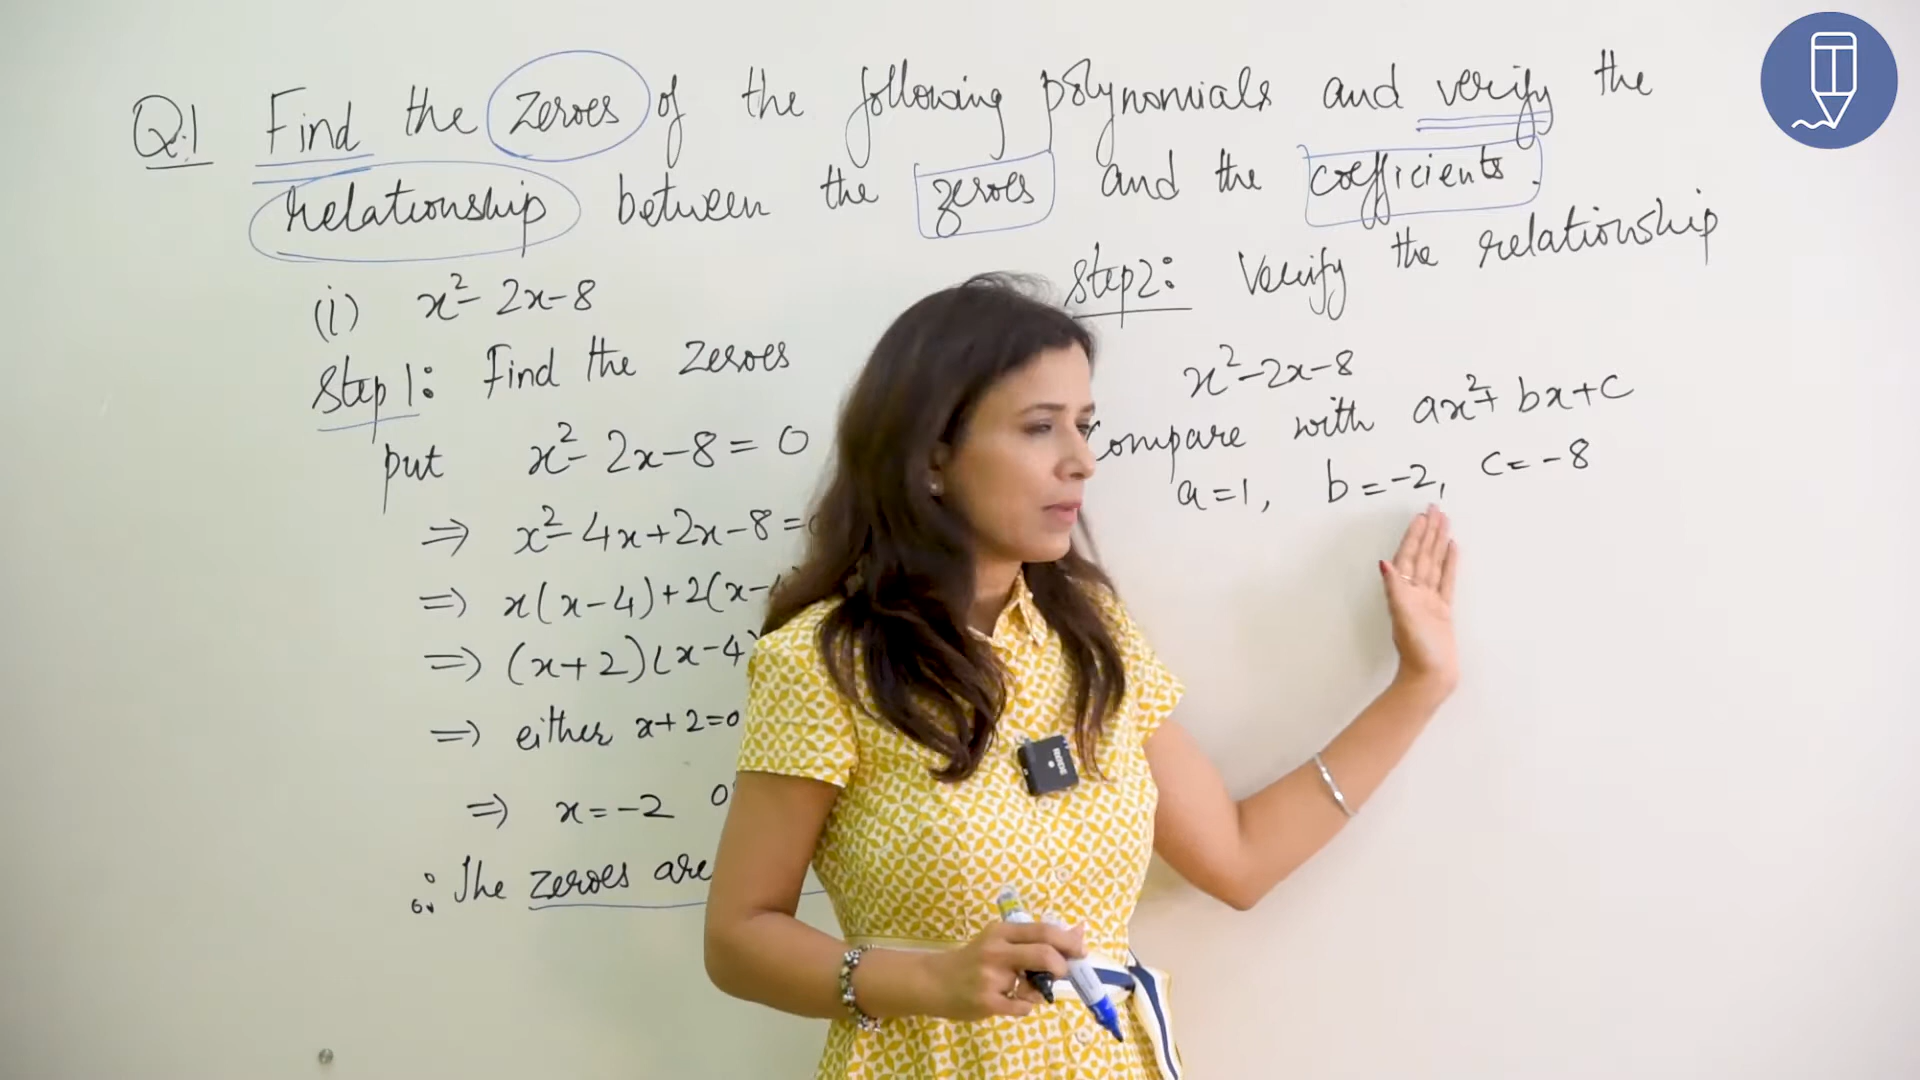 Q.1 Find the zeroes of the following polynomials and verify the
relationship between the zeroes and the coefficients.
(i) x² - 2x - 8
Step 1: Find the zeroes
put x² - 2x - 8 = 0
⇒ x² - 4x + 2x - 8 =
⇒ x(x-4)+2(x-
⇒ (x+2)(x-4)
⇒ either x+2=0
⇒ x = -2
∴ The zeroes are
Step2: Verify the relationship
x² - 2x - 8
Compare with ax² + bx + c
a = 1, b = -2, c = -8